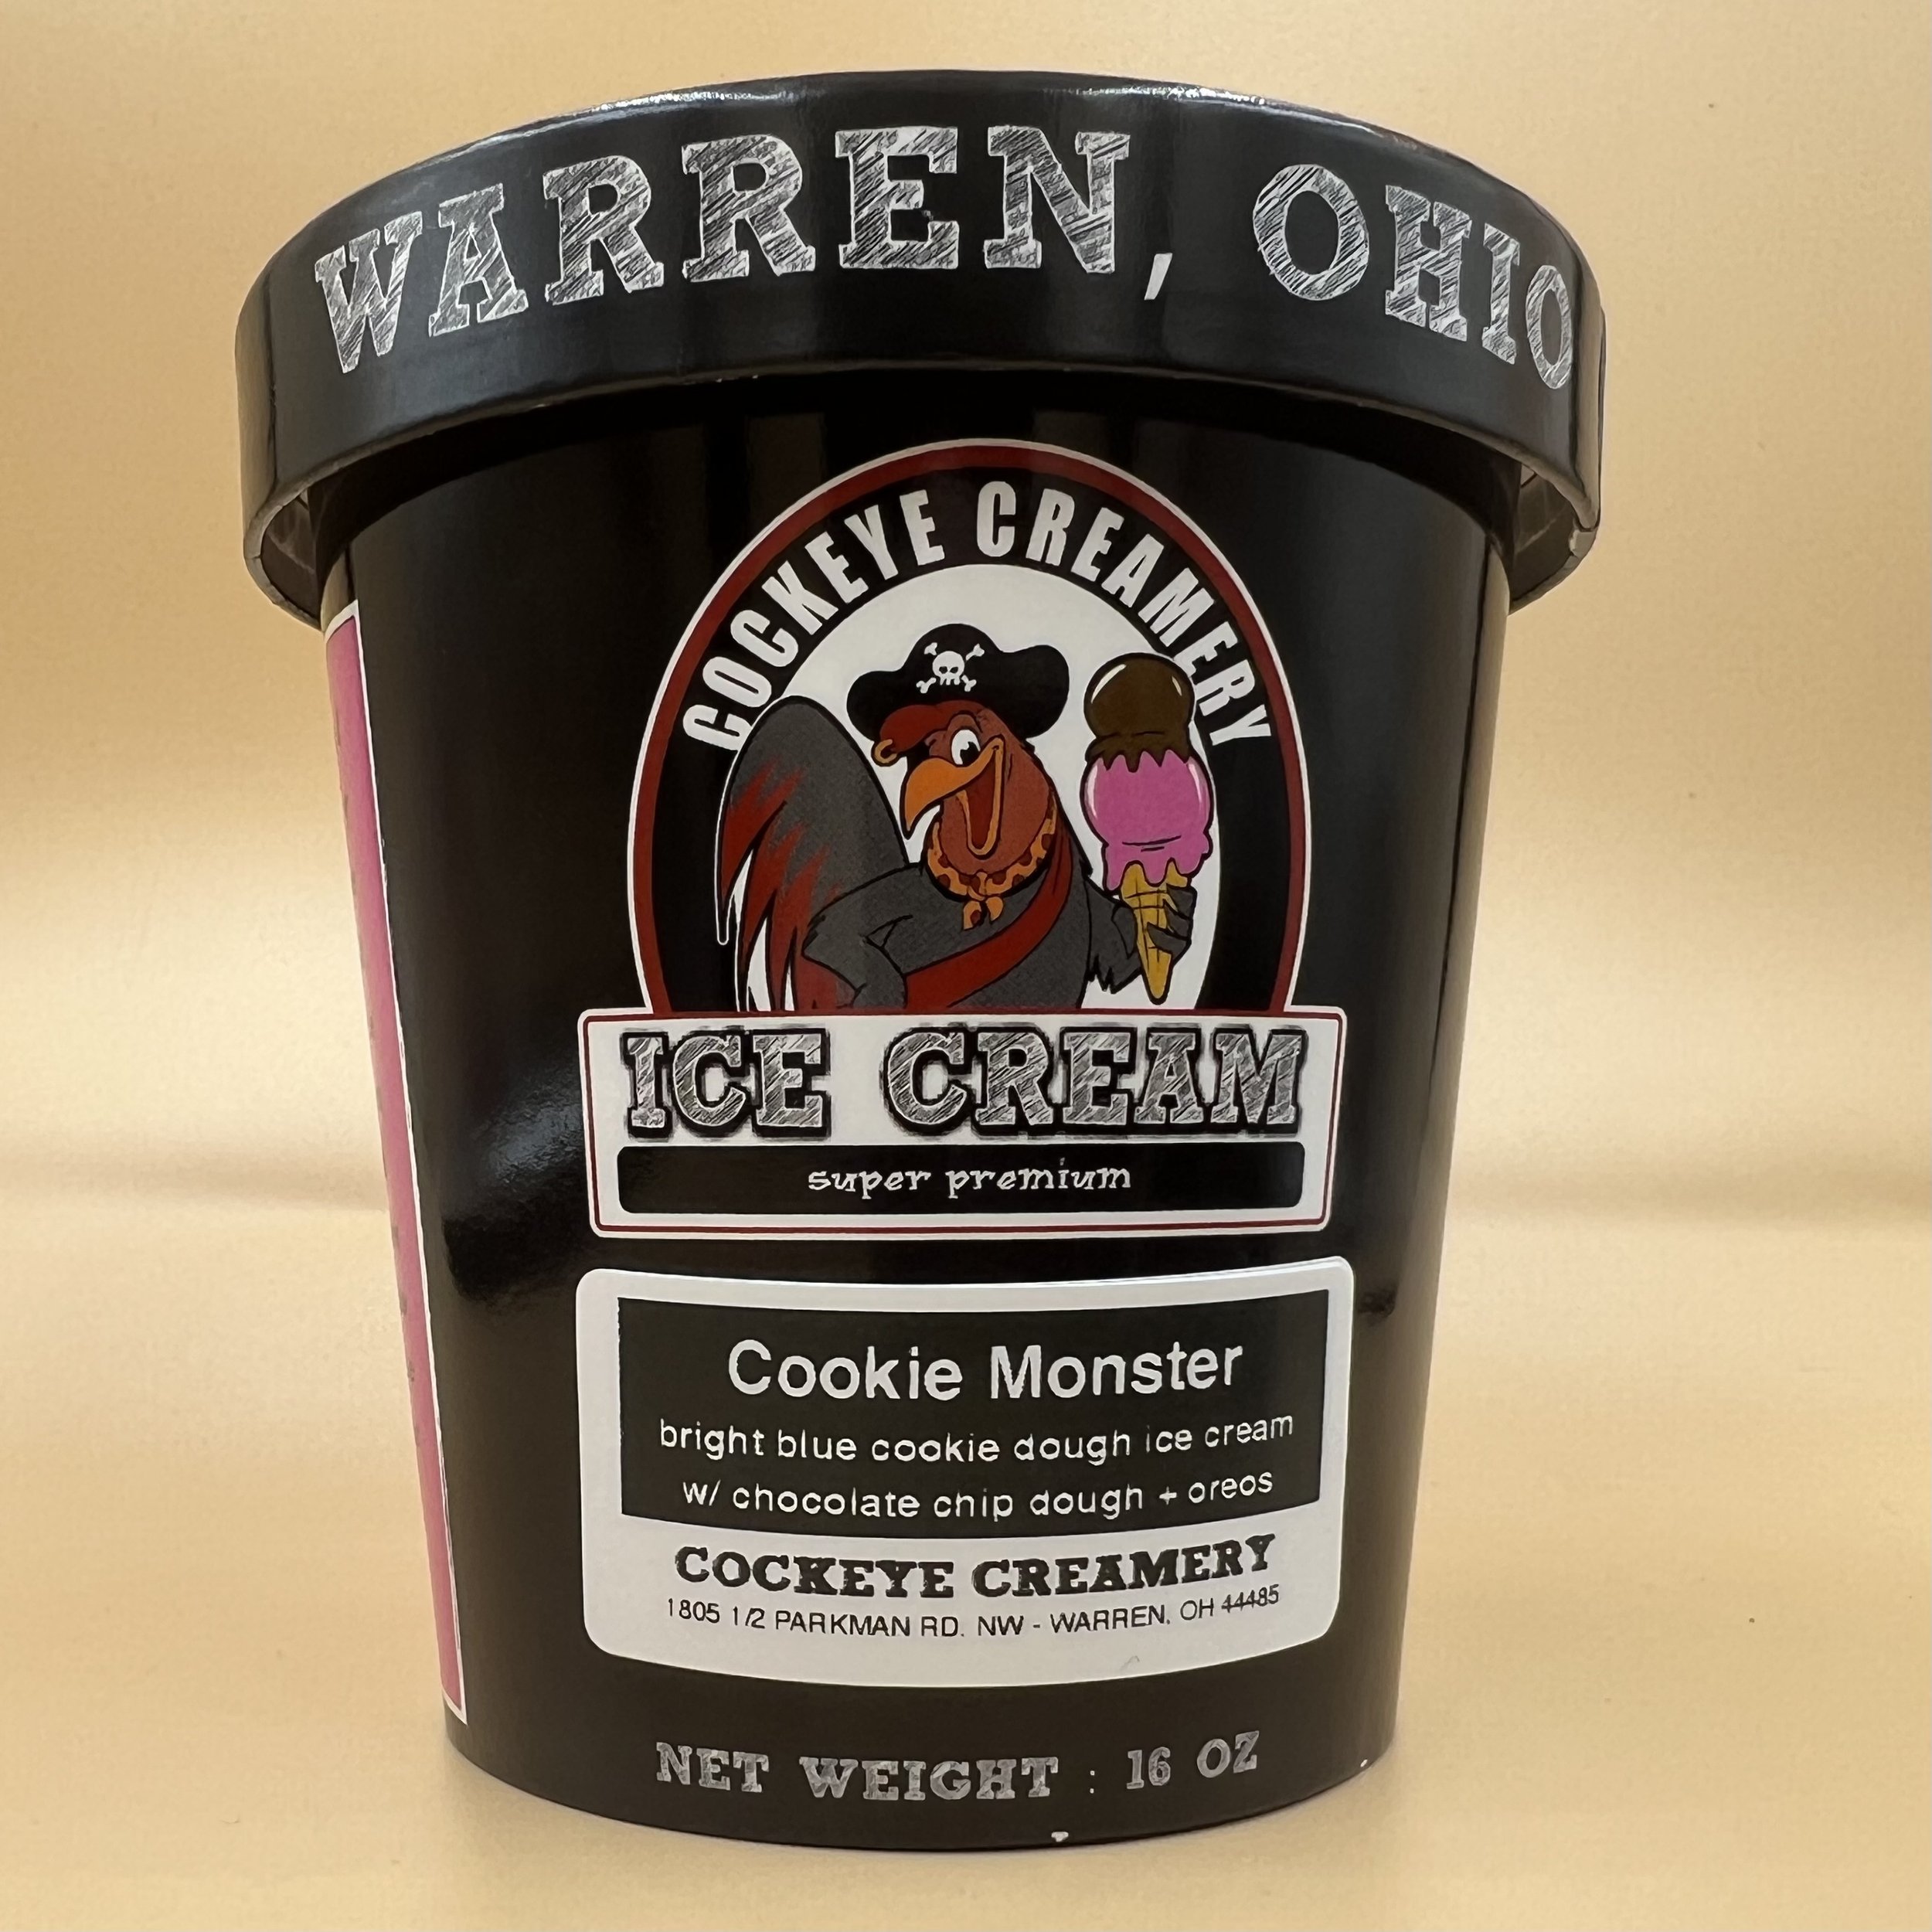 WARREN, OHIO
COCKEYE CREAMERY
ICE CREAM
super premium
Cookie Monster
bright blue cookie dough ice cream
w/ chocolate chip dough + oreos
COCKEYE CREAMERY
1805 1/2 PARKMAN RD. NW - WARREN, OH 44485
NET WEIGHT : 16 OZ